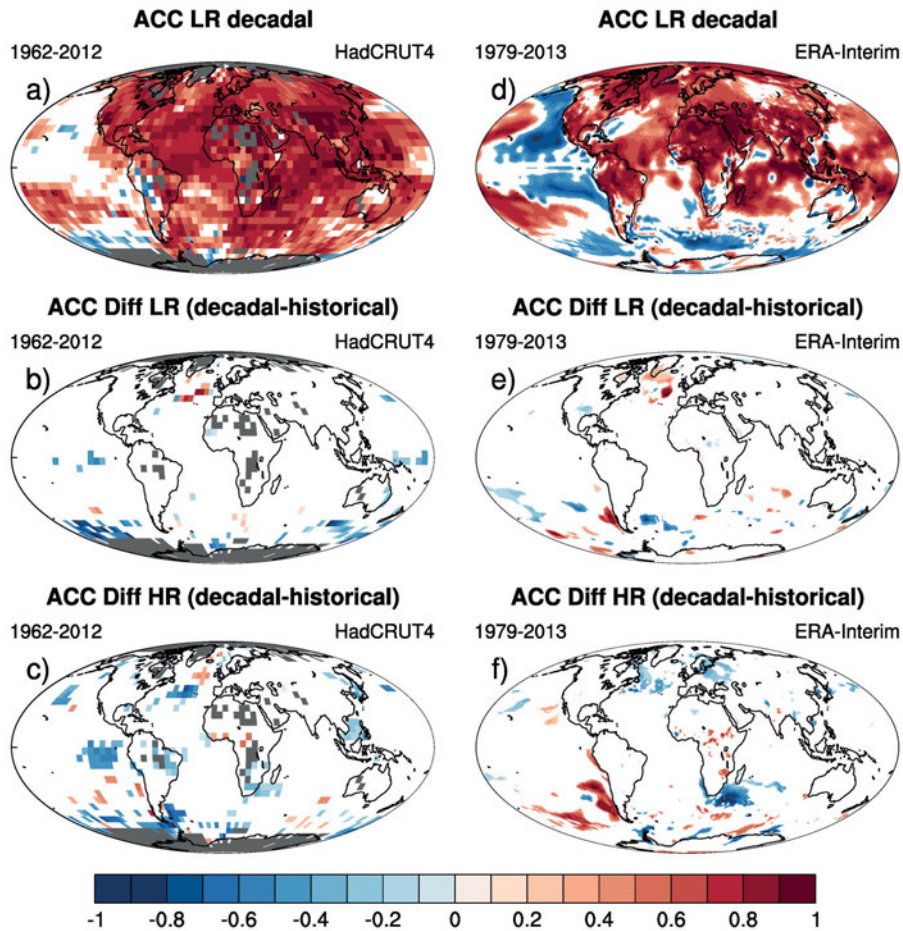 ACC LR decadal
1962-2012 HadCRUT4
a)
ACC LR decadal
1979-2013 ERA-Interim
d)
ACC Diff LR (decadal-historical)
1962-2012 HadCRUT4
b)
ACC Diff LR (decadal-historical)
1979-2013 ERA-Interim
e)
ACC Diff HR (decadal-historical)
1962-2012 HadCRUT4
c)
ACC Diff HR (decadal-historical)
1979-2013 ERA-Interim
f)
-1 -0.8 -0.6 -0.4 -0.2 0 0.2 0.4 0.6 0.8 1